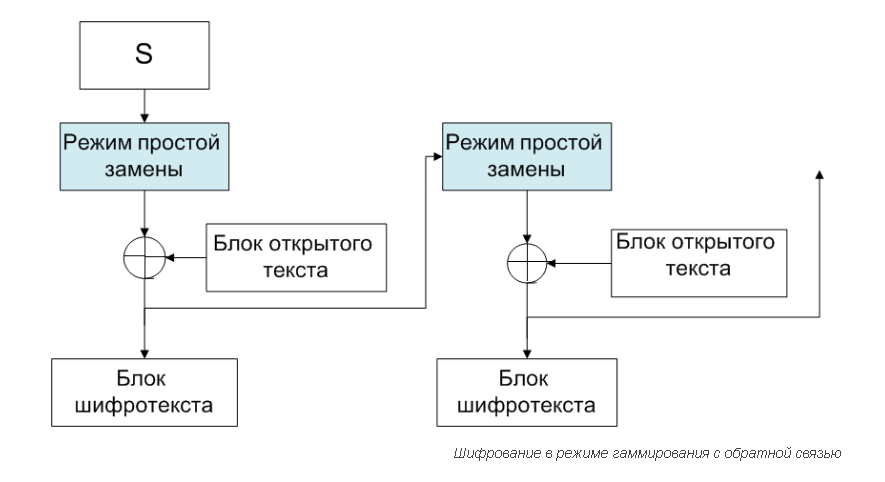 S
Режим простой
замены
Режим простой
замены
Блок открытого
текста
Блок открытого
текста
Блок
шифротекста
Блок
шифротекста
Шифрование в режиме гаммирования с обратной связью